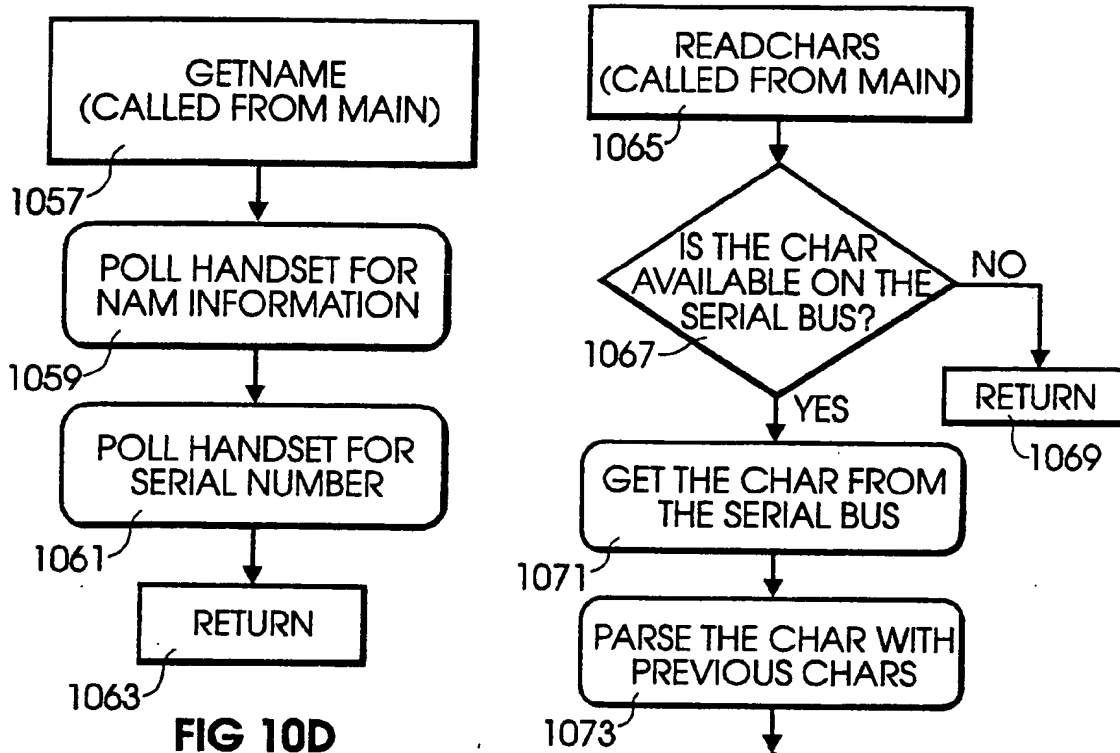 GETNAME
(CALLED FROM MAIN)
1057
POLL HANDSET FOR
NAM INFORMATION
1059
POLL HANDSET FOR
SERIAL NUMBER
1061
RETURN
1063
FIG 10D
READCHARS
(CALLED FROM MAIN)
1065
IS THE CHAR
AVAILABLE ON THE
SERIAL BUS?
1067
NO
RETURN
1069
YES
GET THE CHAR FROM
THE SERIAL BUS
1071
PARSE THE CHAR WITH
PREVIOUS CHARS
1073